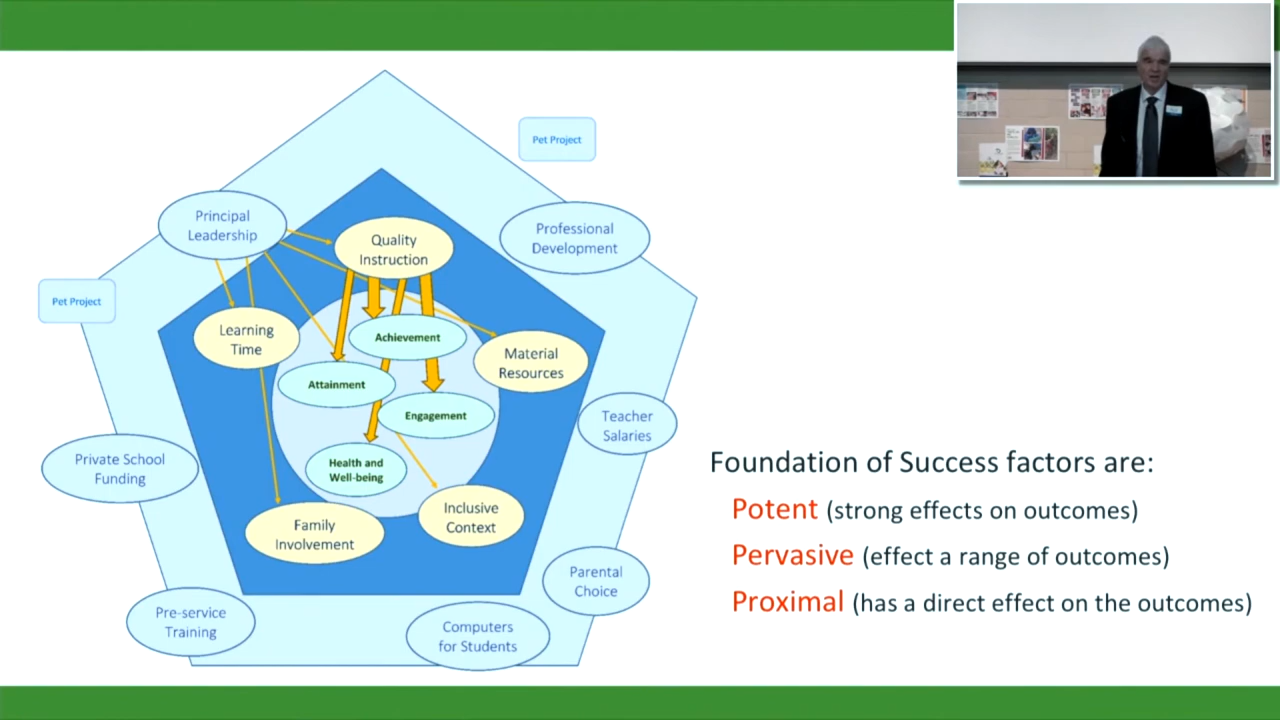 Pet Project
Principal
Leadership
Quality
Instruction
Professional
Development
Pet Project
Learning
Time
Achievement
Material
Resources
Attainment
Engagement
Teacher
Salaries
Private School
Funding
Health and
Well-being
Inclusive
Context
Family
Involvement
Parental
Choice
Pre-service
Training
Computers
for Students
Foundation of Success factors are:
Potent (strong effects on outcomes)
Pervasive (effect a range of outcomes)
Proximal (has a direct effect on the outcomes)